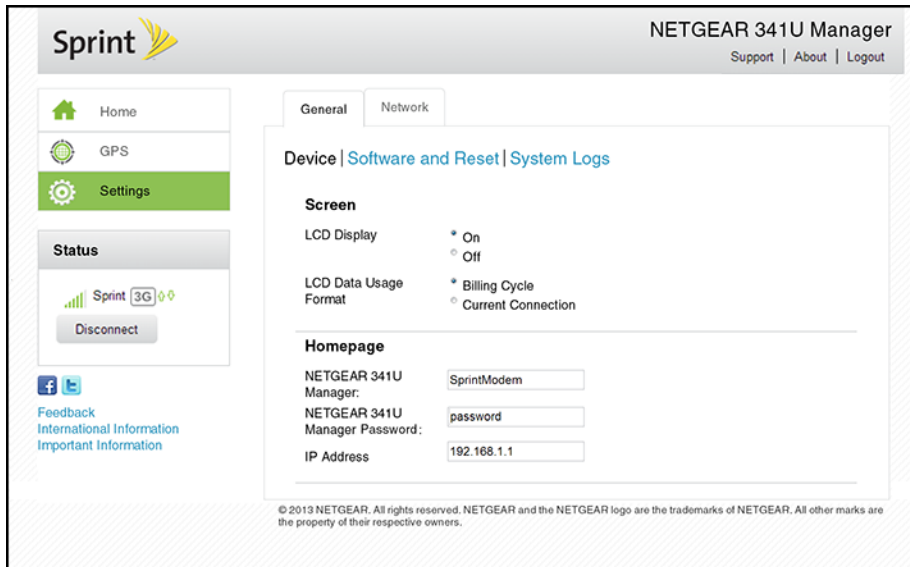 Sprint
NETGEAR 341U Manager
Support | About | Logout
Home
GPS
Settings
Status
Sprint 3G
Disconnect
Feedback
International Information
Important Information
General
Network
Device | Software and Reset | System Logs
Screen
LCD Display
On
Off
LCD Data Usage
Format
Billing Cycle
Current Connection
Homepage
NETGEAR 341U
Manager:
SprintModem
NETGEAR 341U
Manager Password:
password
IP Address
192.168.1.1
© 2013 NETGEAR. All rights reserved. NETGEAR and the NETGEAR logo are the trademarks of NETGEAR. All other marks are
the property of their respective owners.